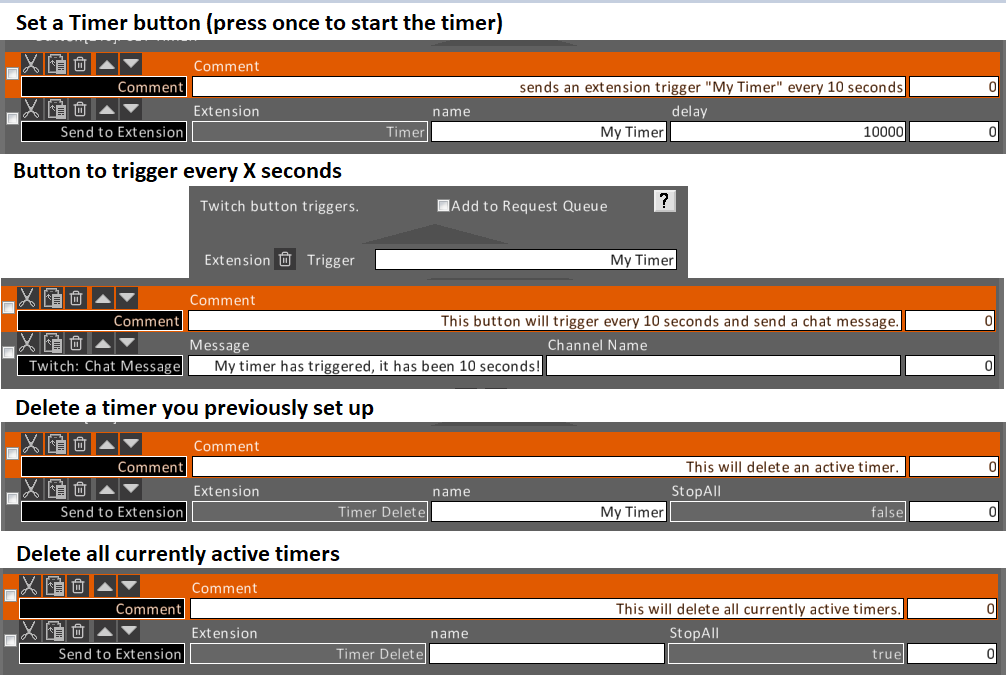 Set a Timer button (press once to start the timer)
Comment
Comment sends an extension trigger "My Timer" every 10 seconds 0
Extension name delay
Send to Extension Timer My Timer 10000 0
Button to trigger every X seconds
Twitch button triggers. Add to Request Queue ?
Extension Trigger My Timer
Comment
Comment This button will trigger every 10 seconds and send a chat message. 0
Message Channel Name
Twitch: Chat Message My timer has triggered, it has been 10 seconds! 0
Delete a timer you previously set up
Comment
Comment This will delete an active timer. 0
Extension name StopAll
Send to Extension Timer Delete My Timer false 0
Delete all currently active timers
Comment
Comment This will delete all currently active timers. 0
Extension name StopAll
Send to Extension Timer Delete true 0